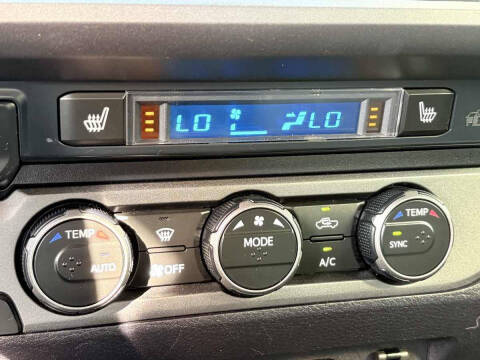 LO LO
TEMP
AUTO
OFF
MODE
A/C
TEMP
SYNC